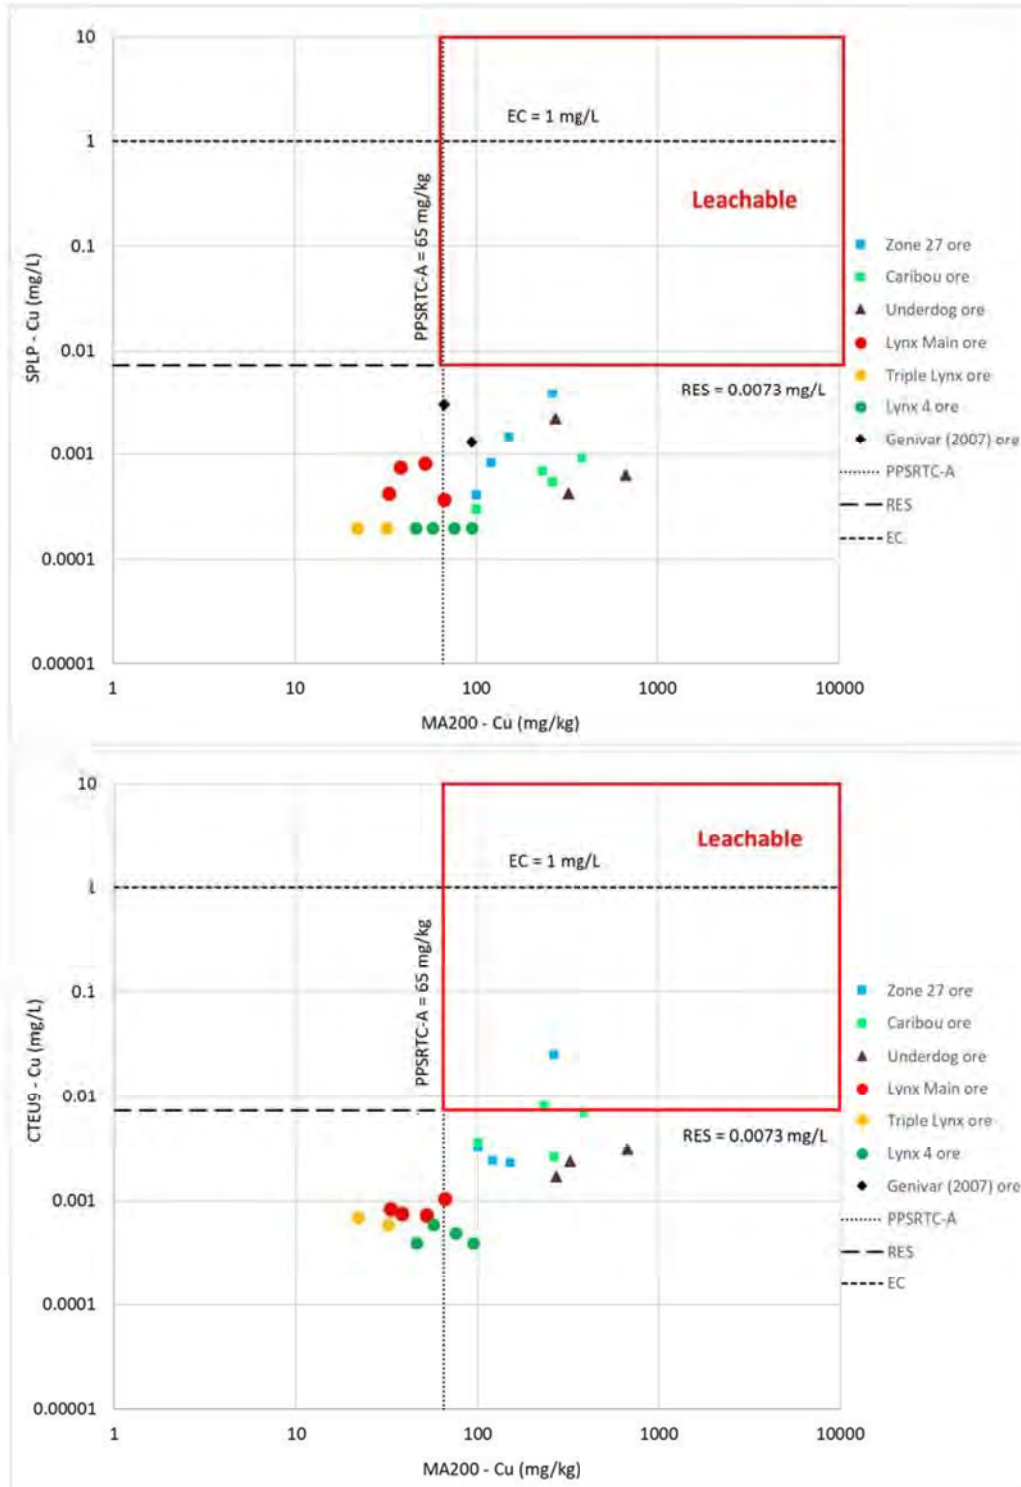 10
EC = 1 mg/L
1
PPSRTC-A = 65 mg/kg
Leachable
0.1
SPLP - Cu (mg/L)
0.01
RES = 0.0073 mg/L
0.001
0.0001
0.00001
1 10 100 1000 10000
MA200 - Cu (mg/kg)
Zone 27 ore
Caribou ore
Underdog ore
Lynx Main ore
Triple Lynx ore
Lynx 4 ore
Genivar (2007) ore
PPSRTC-A
RES
EC
10
Leachable
EC = 1 mg/L
1
PPSRTC-A = 65 mg/kg
0.1
CTEU9 - Cu (mg/L)
0.01
RES = 0.0073 mg/L
0.001
0.0001
0.00001
1 10 100 1000 10000
MA200 - Cu (mg/kg)
Zone 27 ore
Caribou ore
Underdog ore
Lynx Main ore
Triple Lynx ore
Lynx 4 ore
Genivar (2007) ore
PPSRTC-A
RES
EC